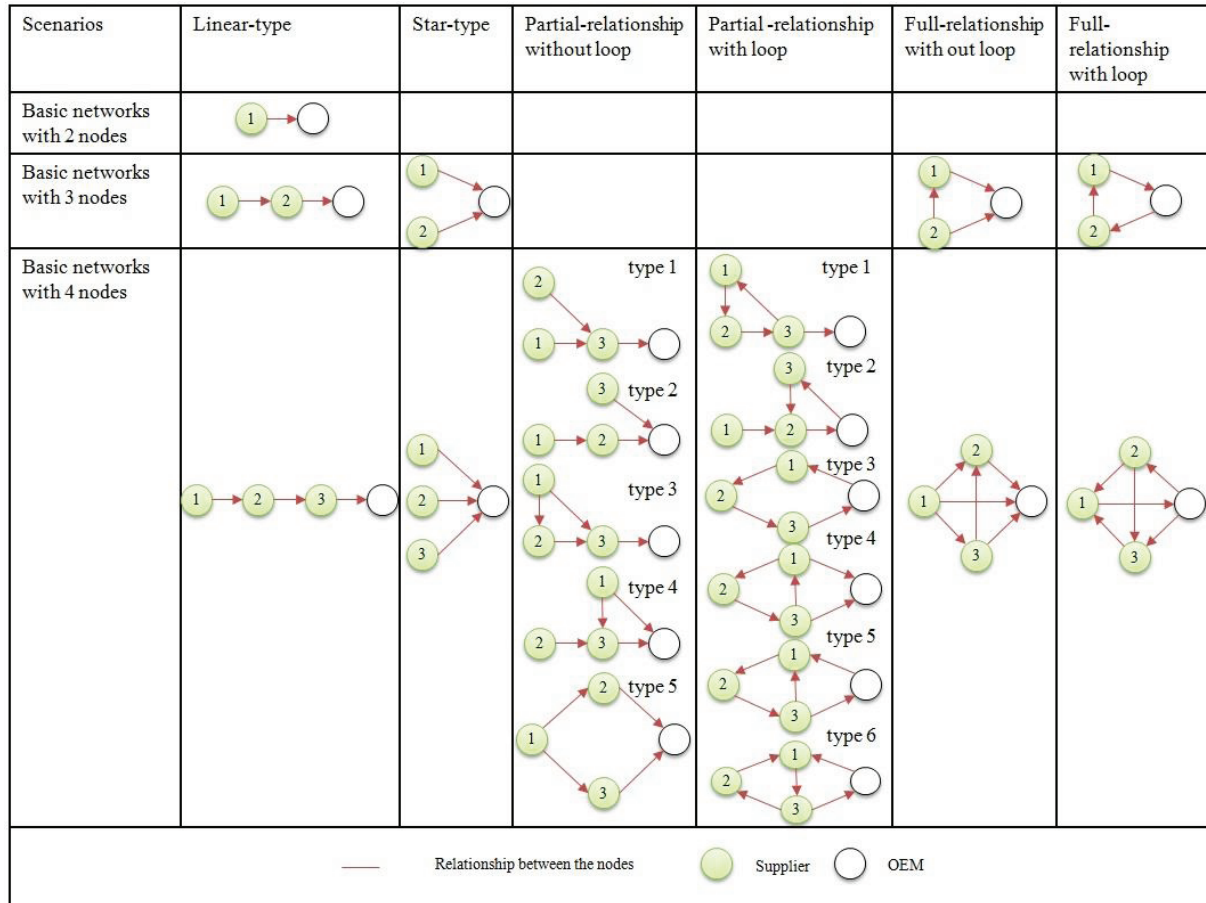 Scenarios
Linear-type
Star-type
Partial-relationship
without loop
Partial -relationship
with loop
Full-relationship
with out loop
Full-
relationship
with loop
Basic networks
with 2 nodes
1
Basic networks
with 3 nodes
1 2
1
2
1
2
1
2
Basic networks
with 4 nodes
1 2 3
1
2
3
type 1
2
1 3
type 2
3
1 2
type 3
1
2 3
type 4
1
2 3
type 5
2
1
3
type 1
1
2 3
type 2
3
1 2
type 3
1
2
3
type 4
1
2
3
type 5
1
2
3
type 6
1
2
3
2
1
3
2
1
3
Relationship between the nodes
Supplier
OEM